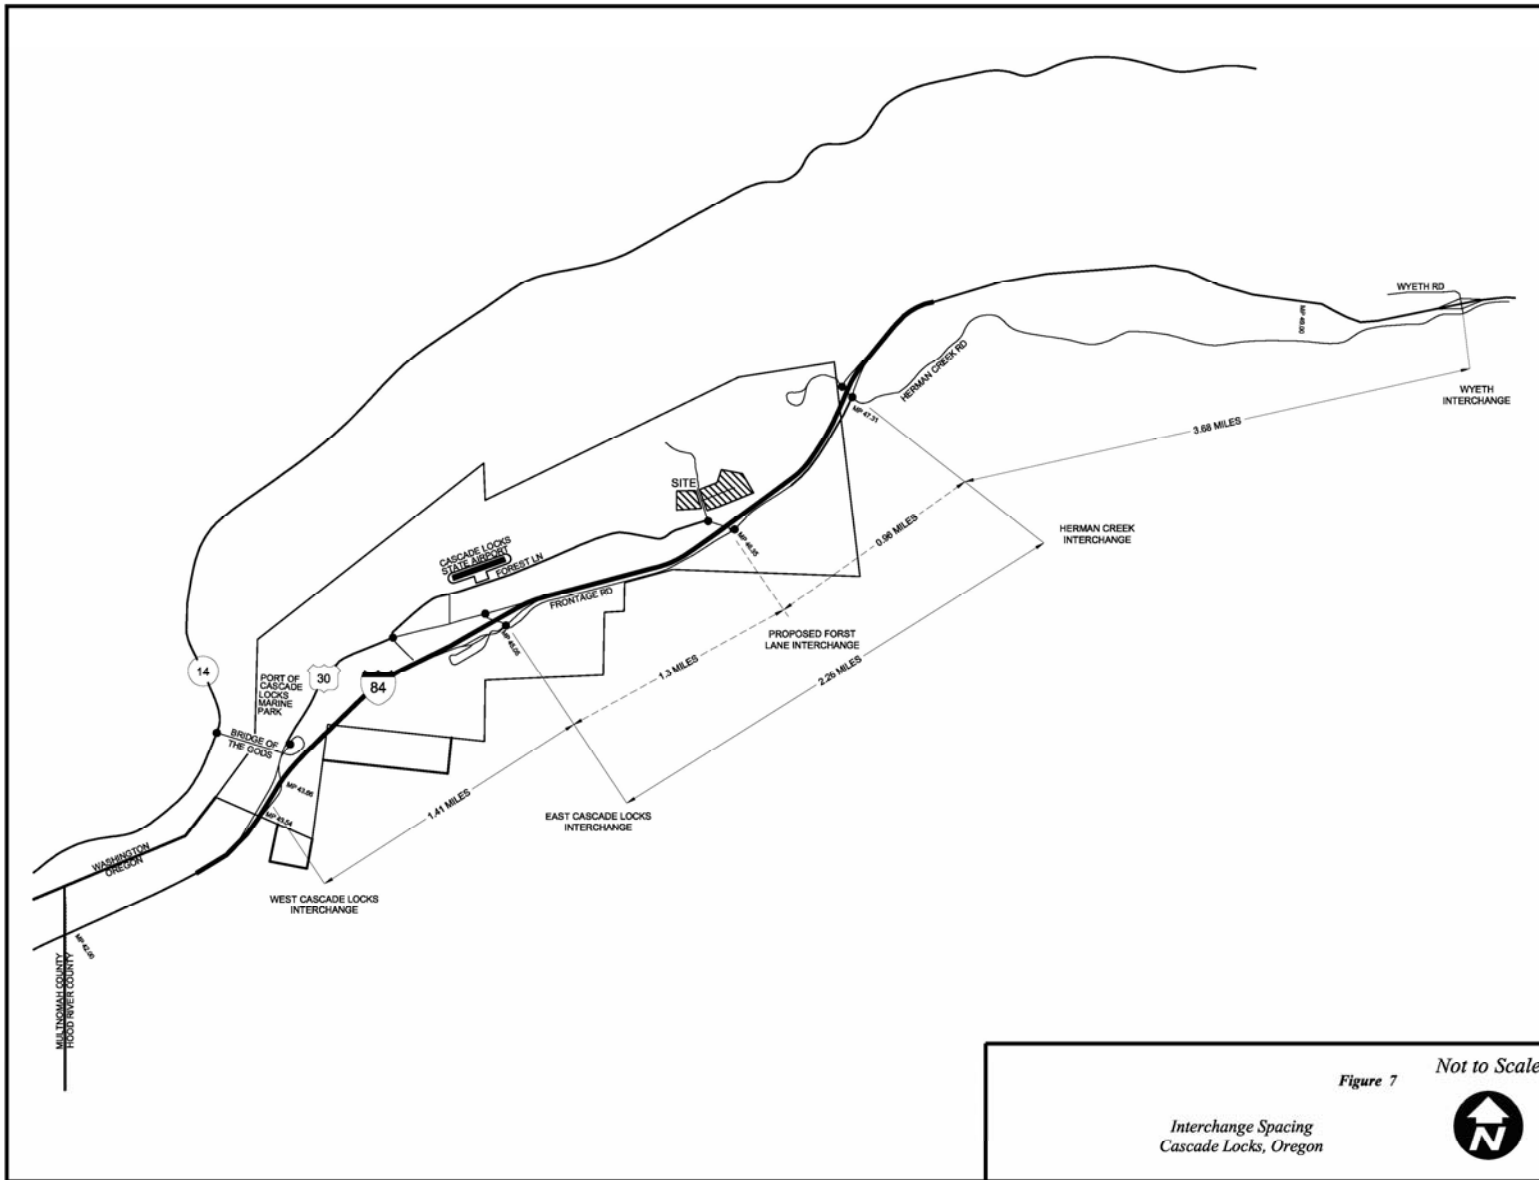 WYETH RD
MP 49.00
HERMAN CREEK RD
WYETH
INTERCHANGE
MP 47.31
3.68 MILES
SITE
MP 46.35
0.96 MILES
HERMAN CREEK
INTERCHANGE
CASCADE LOCKS
STATE AIRPORT
FOREST LN
FRONTAGE RD
PROPOSED FORST
LANE INTERCHANGE
MP 45.05
1.3 MILES
2.26 MILES
14
30
84
PORT OF
CASCADE
LOCKS
MARINE
PARK
BRIDGE OF
THE GODS
MP 43.66
MP 43.54
1.41 MILES
EAST CASCADE LOCKS
INTERCHANGE
WASHINGTON
OREGON
WEST CASCADE LOCKS
INTERCHANGE
MP 42.00
MULTNOMAH COUNTY
HOOD RIVER COUNTY
Figure 7
Not to Scale
Interchange Spacing
Cascade Locks, Oregon
N